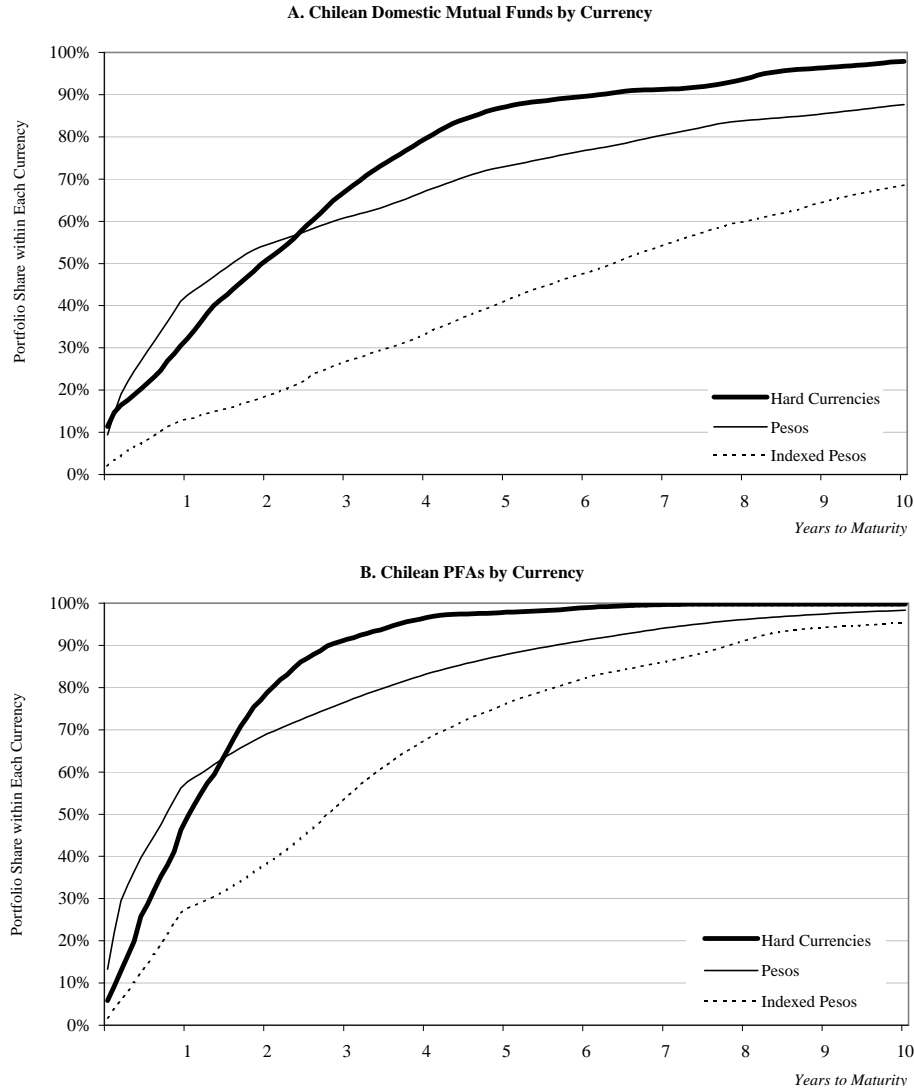 A. Chilean Domestic Mutual Funds by Currency
100%
90%
80%
70%
60%
50%
40%
30%
20%
10%
0%
Portfolio Share within Each Currency
Hard Currencies
Pesos
Indexed Pesos
1 2 3 4 5 6 7 8 9 10
Years to Maturity
B. Chilean PFAs by Currency
100%
90%
80%
70%
60%
50%
40%
30%
20%
10%
0%
Portfolio Share within Each Currency
Hard Currencies
Pesos
Indexed Pesos
1 2 3 4 5 6 7 8 9 10
Years to Maturity